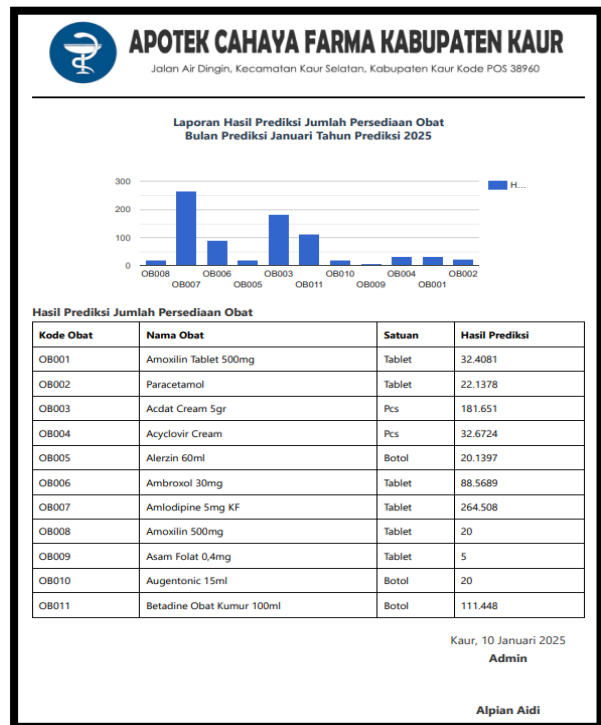 APOTEK CAHAYA FARMA KABUPATEN KAUR
Jalan Air Dingin, Kecamatan Kaur Selatan, Kabupaten Kaur Kode POS 38960
Laporan Hasil Prediksi Jumlah Persediaan Obat
Bulan Prediksi Januari Tahun Prediksi 2025
300
200
100
0
H...
OB008 OB006 OB003 OB010 OB004 OB002
OB007 OB005 OB011 OB009 OB001
Hasil Prediksi Jumlah Persediaan Obat
Kode Obat Nama Obat Satuan Hasil Prediksi
OB001 Amoxilin Tablet 500mg Tablet 32.4081
OB002 Paracetamol Tablet 22.1378
OB003 Acdat Cream 5gr Pcs 181.651
OB004 Acyclovir Cream Pcs 32.6724
OB005 Alerzin 60ml Botol 20.1397
OB006 Ambroxol 30mg Tablet 88.5689
OB007 Amlodipine 5mg KF Tablet 264.508
OB008 Amoxilin 500mg Tablet 20
OB009 Asam Folat 0,4mg Tablet 5
OB010 Augentonic 15ml Botol 20
OB011 Betadine Obat Kumur 100ml Botol 111.448
Kaur, 10 Januari 2025
Admin
Alpian Aidi